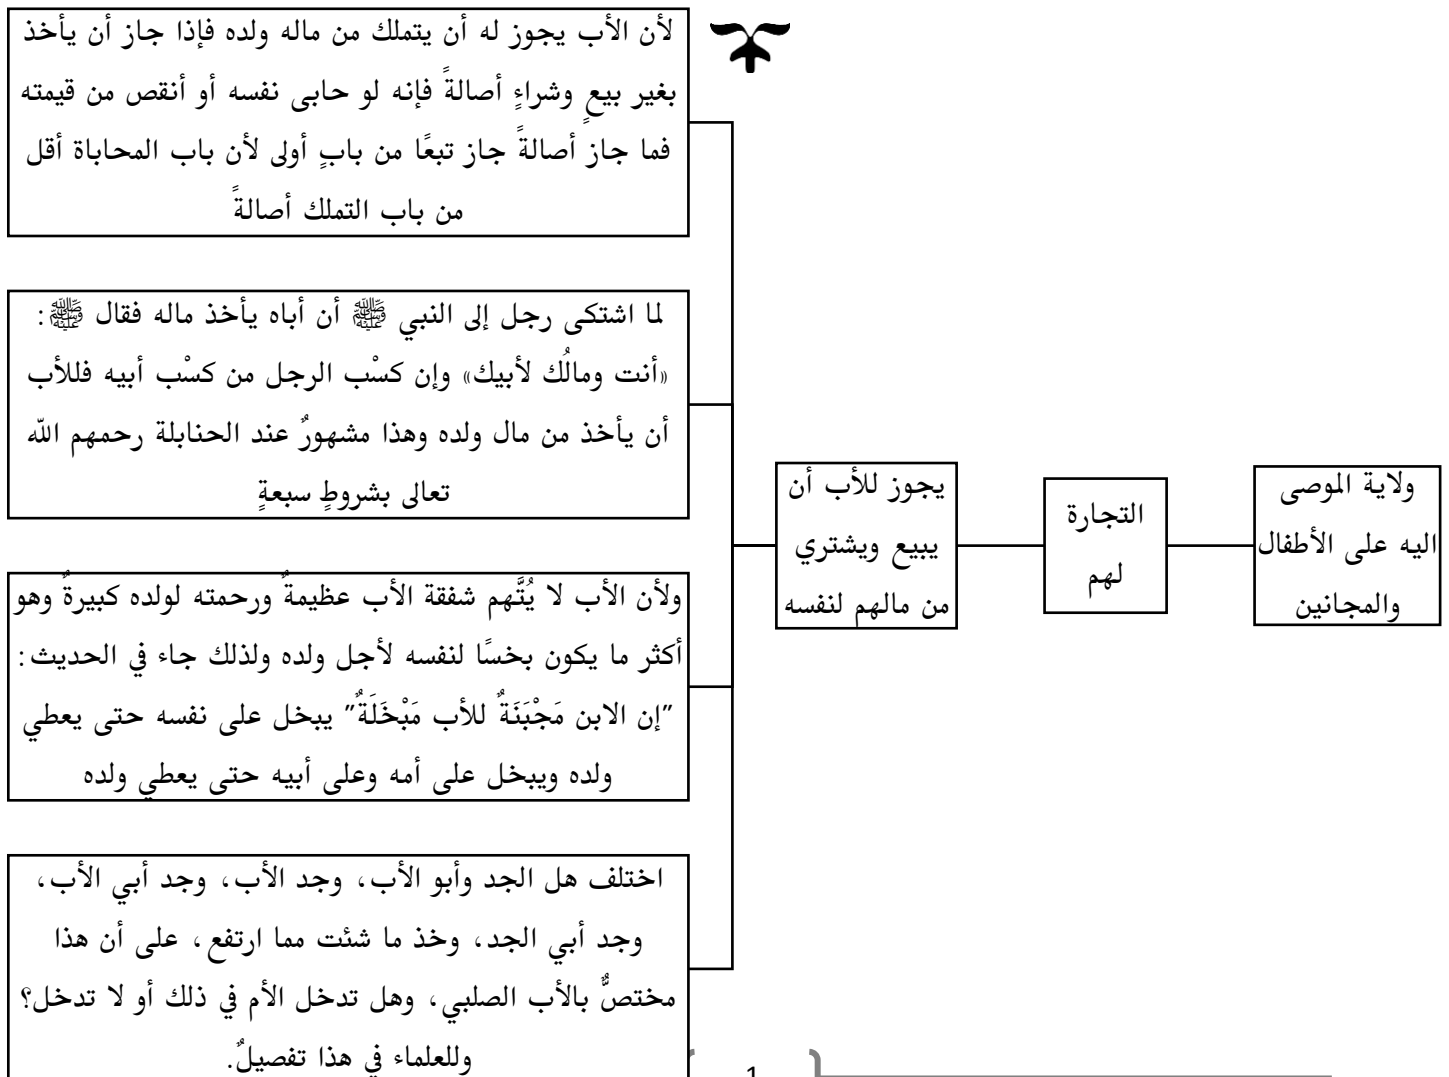 ولاية الموصى
اليه على الأطفال
والمجانين
التجارة
لهم
يجوز للأب أن
يبيع ويشتري
من مالهم لنفسه
لأن الأب يجوز له أن يتملك من ماله ولده فإذا جاز أن يأخذ
بغير بيعٍ وشراءٍ أصالةً فإنه لو حابى نفسه أو أنقص من قيمته
فما جاز أصالةً جاز تبعًا من بابٍ أولى لأن باب المحاباة أقل
من باب التملك أصالةً
لما اشتكى رجل إلى النبي ﷺ أن أباه يأخذ ماله فقال ﷺ:
«أنت ومالُك لأبيك» وإن كسْب الرجل من كسْب أبيه فللأب
أن يأخذ من مال ولده وهذا مشهورٌ عند الحنابلة رحمهم الله
تعالى بشروطٍ سبعةٍ
ولأن الأب لا يُتَّهم شفقة الأب عظيمةٌ ورحمته لولده كبيرةٌ وهو
أكثر ما يكون بخسًا لنفسه لأجل ولده ولذلك جاء في الحديث:
"إن الابن مَجْبَنَةٌ للأب مَبْخَلَةٌ" يبخل على نفسه حتى يعطي
ولده ويبخل على أمه وعلى أبيه حتى يعطي ولده
اختلف هل الجد وأبو الأب، وجد الأب، وجد أبي الأب،
وجد أبي الجد، وخذ ما شئت مما ارتفع، على أن هذا
مختصٌّ بالأب الصلبي، وهل تدخل الأم في ذلك أو لا تدخل؟
وللعلماء في هذا تفصيلٌ.
1